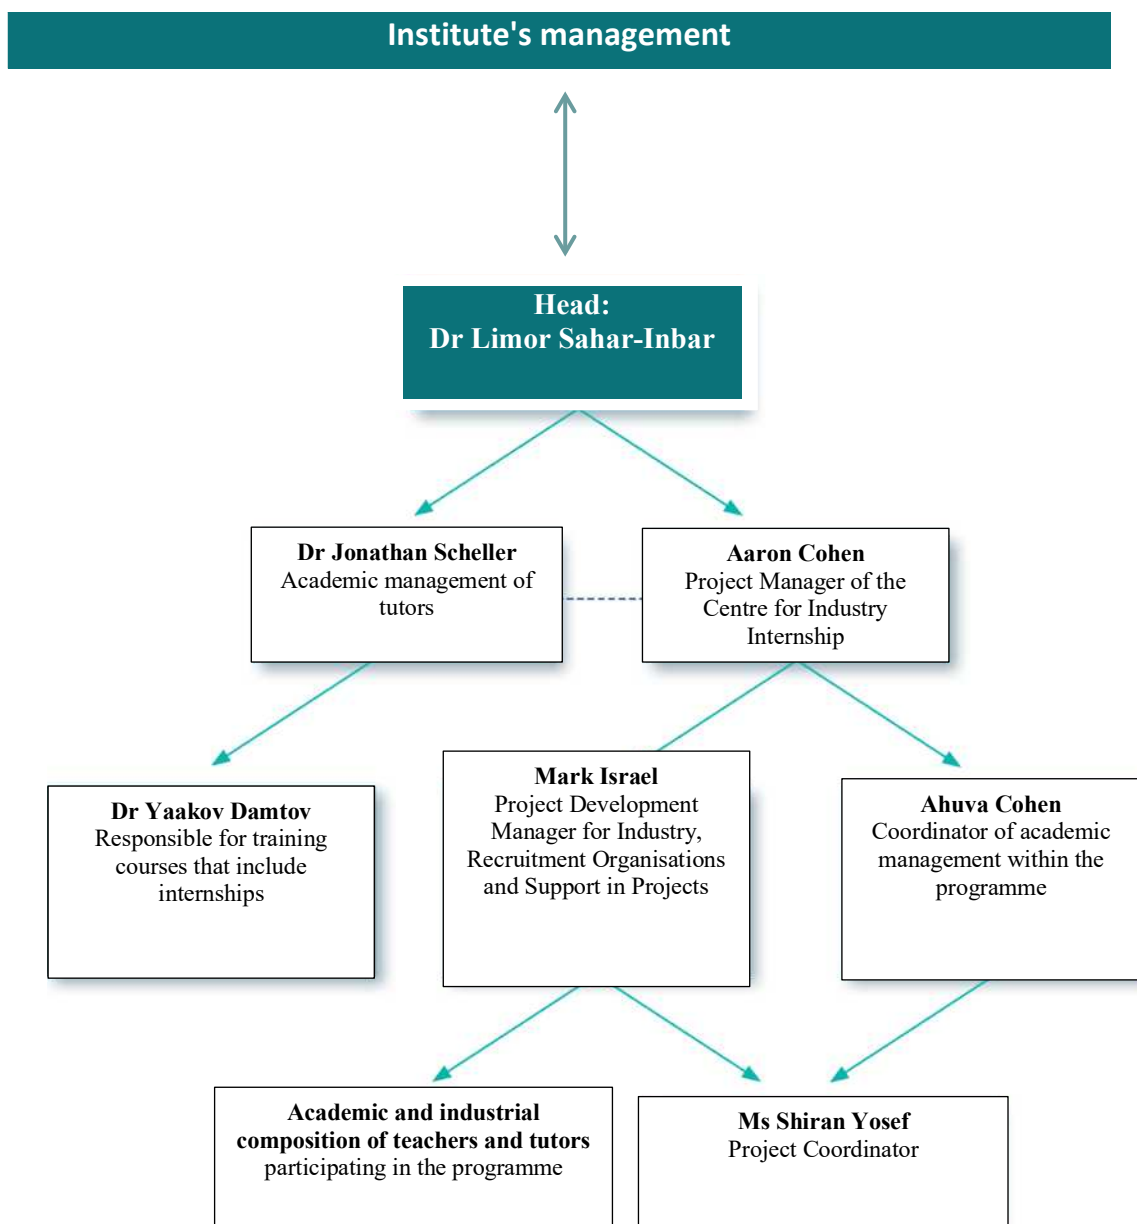 Institute's management
Head:
Dr Limor Sahar-Inbar
Dr Jonathan Scheller
Academic management of
tutors
Aaron Cohen
Project Manager of the
Centre for Industry
Internship
Dr Yaakov Damtov
Responsible for training
courses that include
internships
Mark Israel
Project Development
Manager for Industry,
Recruitment Organisations
and Support in Projects
Ahuva Cohen
Coordinator of academic
management within the
programme
Academic and industrial
composition of teachers and tutors
participating in the programme
Ms Shiran Yosef
Project Coordinator